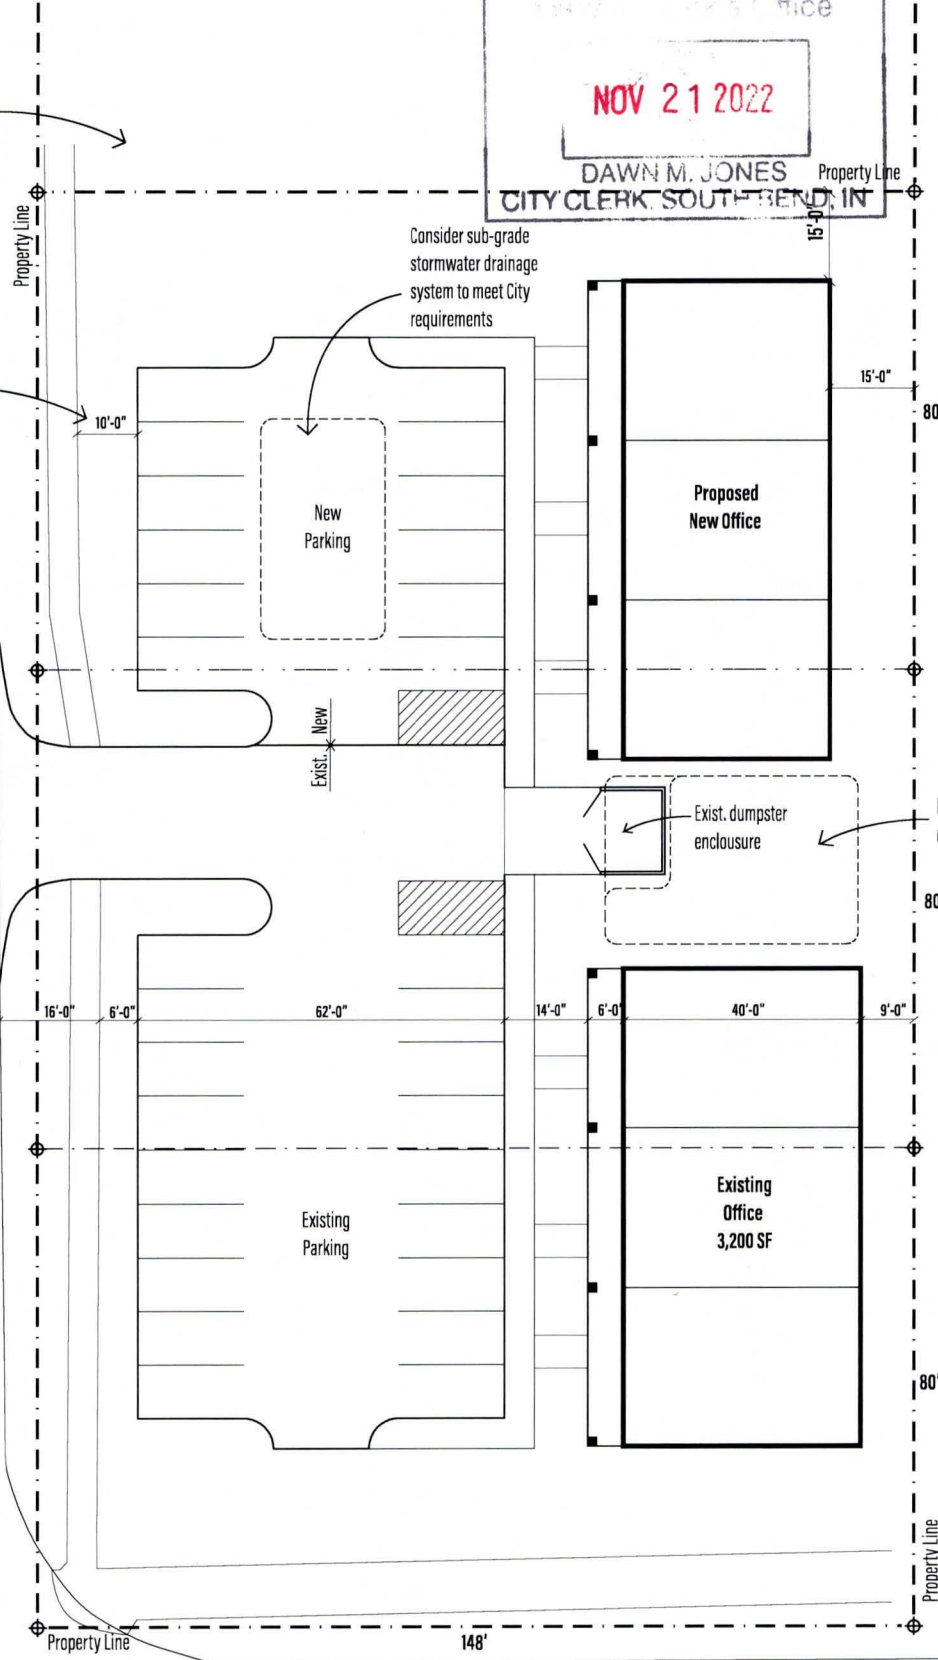 NOV 21 2022
DAWN M. JONES
CITY CLERK, SOUTH BEND, IN
Property Line
15'-0"
Property Line
Consider sub-grade
stormwater drainage
system to meet City
requirements
15'-0"
10'-0"
80
New
Parking
Proposed
New Office
New
Exist.
Exist. dumpster
enclousure
80
16'-0"
6'-0"
62'-0"
14'-0"
6'-0"
40'-0"
9'-0"
Existing
Parking
Existing
Office
3,200 SF
80'
Property Line
Property Line
148'